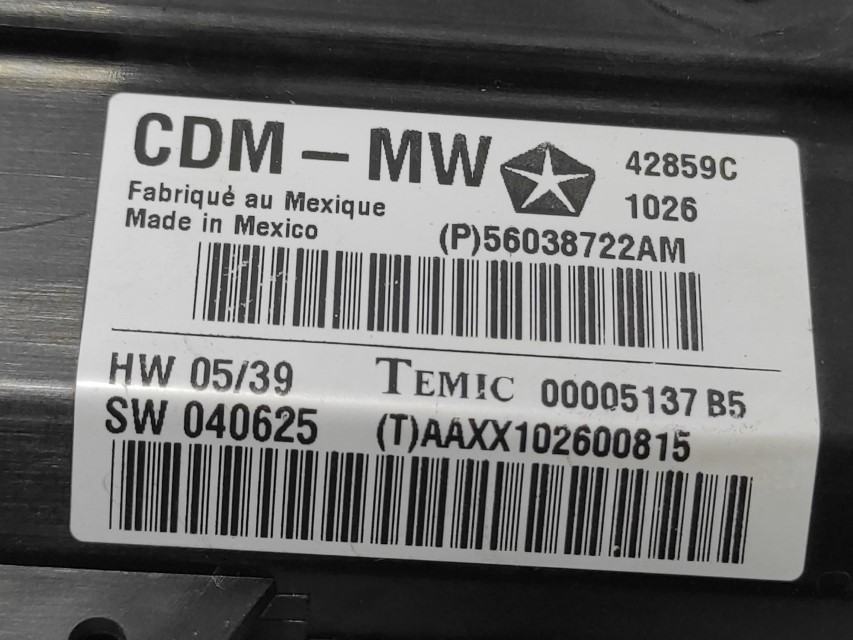 CDM – MW
42859C
1026
Fabriqué au Mexique
Made in Mexico
(P)56038722AM
HW 05/39 TEMIC 00005137 B5
SW 040625 (T)AAXX102600815